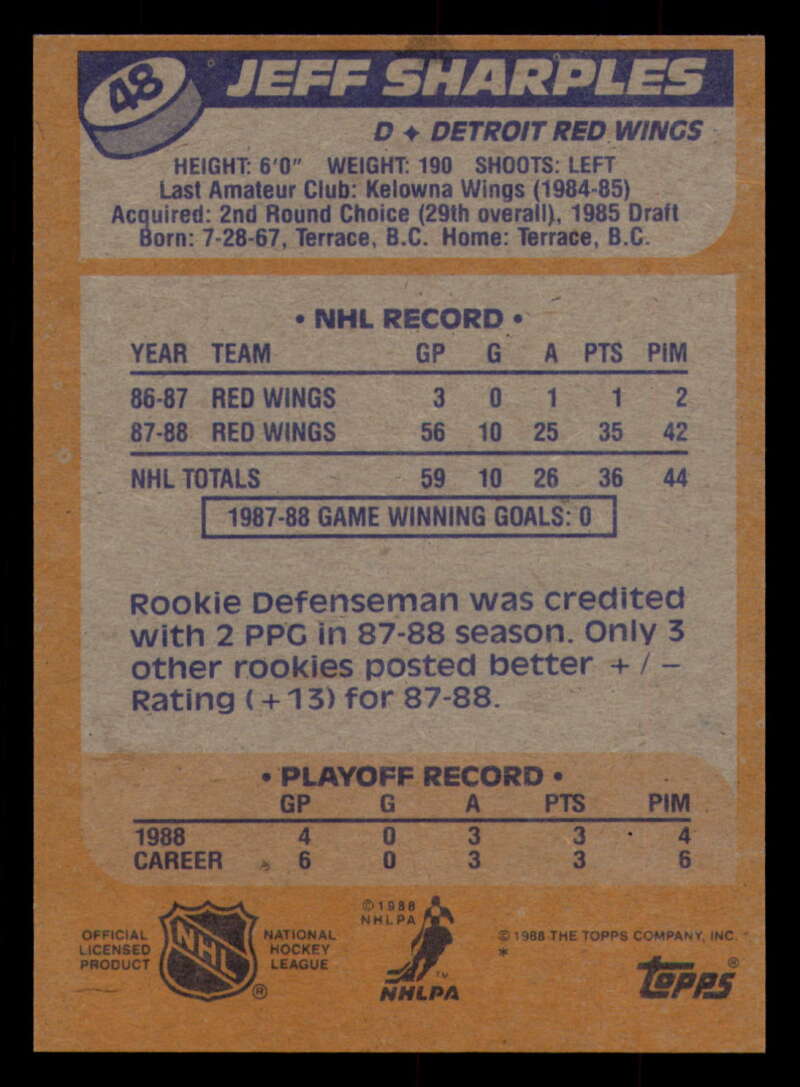 48
JEFF SHARPLES
D ✦ DETROIT RED WINGS
HEIGHT: 6'0" WEIGHT: 190 SHOOTS: LEFT
Last Amateur Club: Kelowna Wings (1984-85)
Acquired: 2nd Round Choice (29th overall), 1985 Draft
Born: 7-28-67, Terrace, B.C. Home: Terrace, B.C.
• NHL RECORD •
YEAR TEAM GP G A PTS PIM
86-87 RED WINGS 3 0 1 1 2
87-88 RED WINGS 56 10 25 35 42
NHL TOTALS 59 10 26 36 44
1987-88 GAME WINNING GOALS: 0
Rookie Defenseman was credited
with 2 PPG in 87-88 season. Only 3
other rookies posted better + / −
Rating (+13) for 87-88.
• PLAYOFF RECORD •
GP G A PTS PIM
1988 4 0 3 3 4
CAREER 6 0 3 3 6
OFFICIAL
LICENSED
PRODUCT
NHL
®
NATIONAL
HOCKEY
LEAGUE
© 1988
NHLPA
TM
NHLPA
© 1988 THE TOPPS COMPANY, INC.
*
TOPPS®